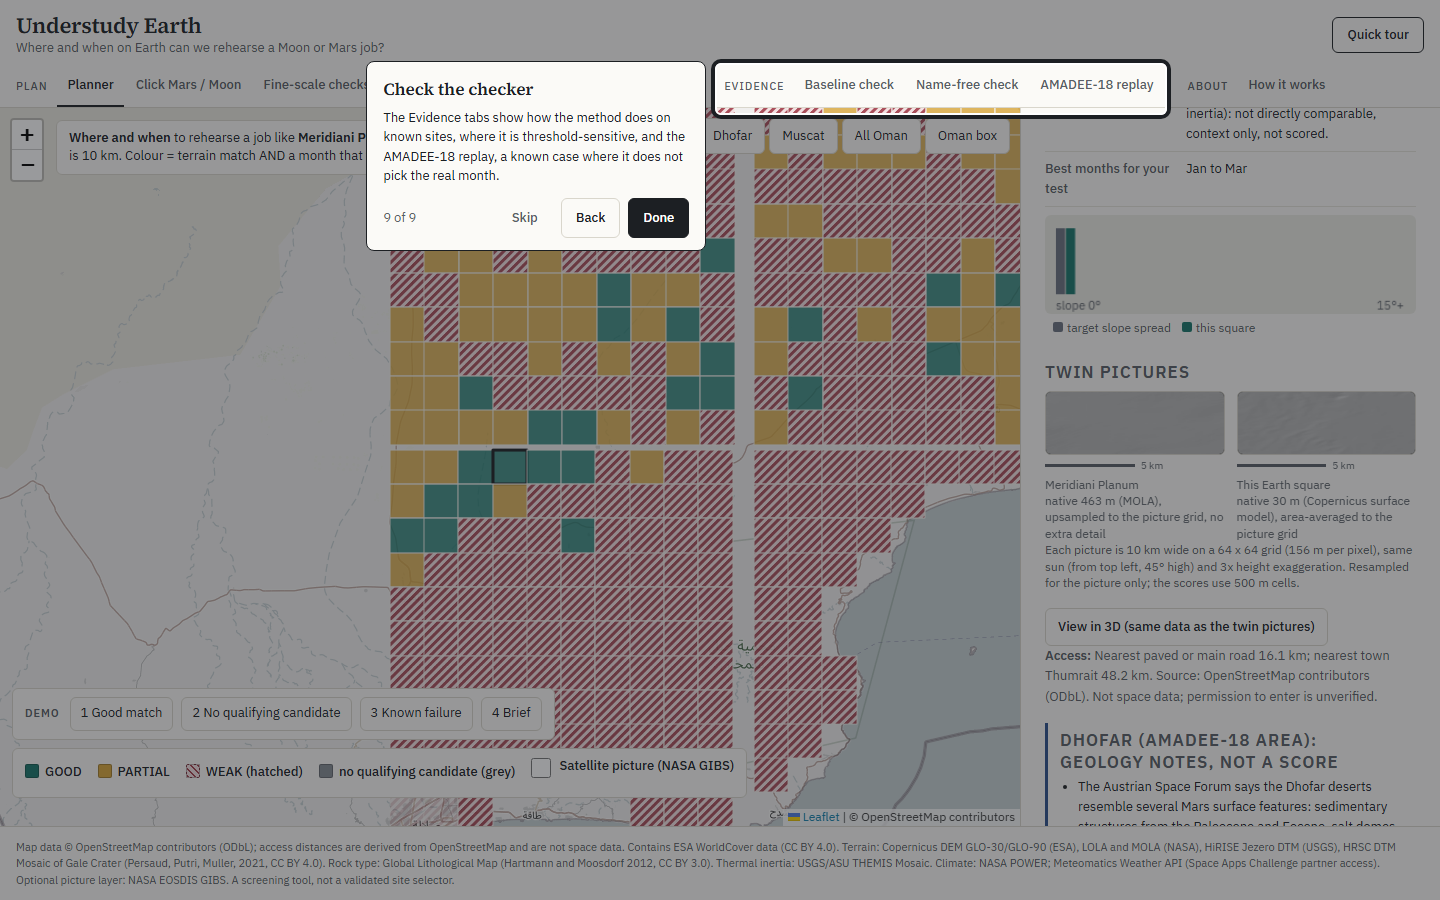 Understudy Earth
Where and when on Earth can we rehearse a Moon or Mars job?
Quick tour
PLAN
Planner
Click Mars / Moon
Fine-scale checks
EVIDENCE
Baseline check
Name-free check
AMADEE-18 replay
ABOUT
How it works
+
−
Where and when to rehearse a job like Meridiani P
is 10 km. Colour = terrain match AND a month that
Check the checker
The Evidence tabs show how the method does on
known sites, where it is threshold-sensitive, and the
AMADEE-18 replay, a known case where it does not
pick the real month.
9 of 9
Skip
Back
Done
Dhofar
Muscat
All Oman
Oman box
inertia): not directly comparable,
context only, not scored.
Best months for your
test
Jan to Mar
slope 0°
15°+
target slope spread
this square
TWIN PICTURES
5 km
5 km
Meridiani Planum
native 463 m (MOLA),
upsampled to the picture grid, no
extra detail
This Earth square
native 30 m (Copernicus surface
model), area-averaged to the
picture grid
Each picture is 10 km wide on a 64 x 64 grid (156 m per pixel), same
sun (from top left, 45° high) and 3x height exaggeration. Resampled
for the picture only; the scores use 500 m cells.
View in 3D (same data as the twin pictures)
Access: Nearest paved or main road 16.1 km; nearest town
Thumrait 48.2 km. Source: OpenStreetMap contributors
(ODbL). Not space data; permission to enter is unverified.
DHOFAR (AMADEE-18 AREA):
GEOLOGY NOTES, NOT A SCORE
• The Austrian Space Forum says the Dhofar deserts
resemble several Mars surface features: sedimentary
structures from the Paleocene and Eocene, salt domes
DEMO
1 Good match
2 No qualifying candidate
3 Known failure
4 Brief
GOOD
PARTIAL
WEAK (hatched)
no qualifying candidate (grey)
Satellite picture (NASA GIBS)
طاقة
Leaflet | © OpenStreetMap contributors
Map data © OpenStreetMap contributors (ODbL); access distances are derived from OpenStreetMap and are not space data. Contains ESA WorldCover data (CC BY 4.0). Terrain: Copernicus DEM GLO-30/GLO-90 (ESA), LOLA and MOLA (NASA), HiRISE Jezero DTM (USGS), HRSC DTM
Mosaic of Gale Crater (Persaud, Putri, Muller, 2021, CC BY 4.0). Rock type: Global Lithological Map (Hartmann and Moosdorf 2012, CC BY 3.0). Thermal inertia: USGS/ASU THEMIS Mosaic. Climate: NASA POWER; Meteomatics Weather API (Space Apps Challenge partner access).
Optional picture layer: NASA EOSDIS GIBS. A screening tool, not a validated site selector.